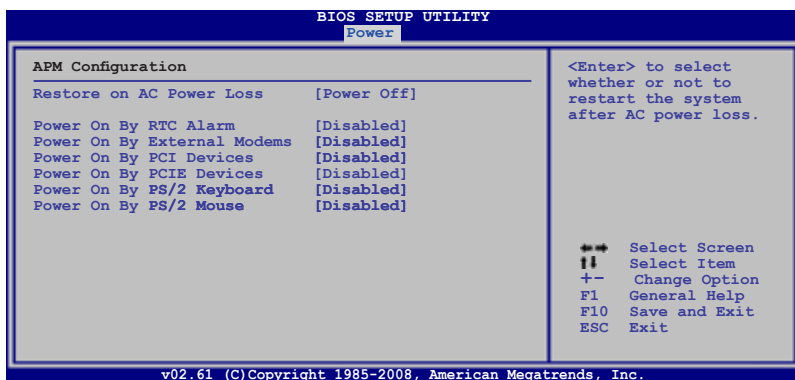 BIOS SETUP UTILITY
Power
APM Configuration
Restore on AC Power Loss [Power Off]
Power On By RTC Alarm [Disabled]
Power On By External Modems [Disabled]
Power On By PCI Devices [Disabled]
Power On By PCIE Devices [Disabled]
Power On By PS/2 Keyboard [Disabled]
Power On By PS/2 Mouse [Disabled]
<Enter> to select
whether or not to
restart the system
after AC power loss.
←→ Select Screen
↑↓ Select Item
+- Change Option
F1 General Help
F10 Save and Exit
ESC Exit
v02.61 (C)Copyright 1985-2008, American Megatrends, Inc.